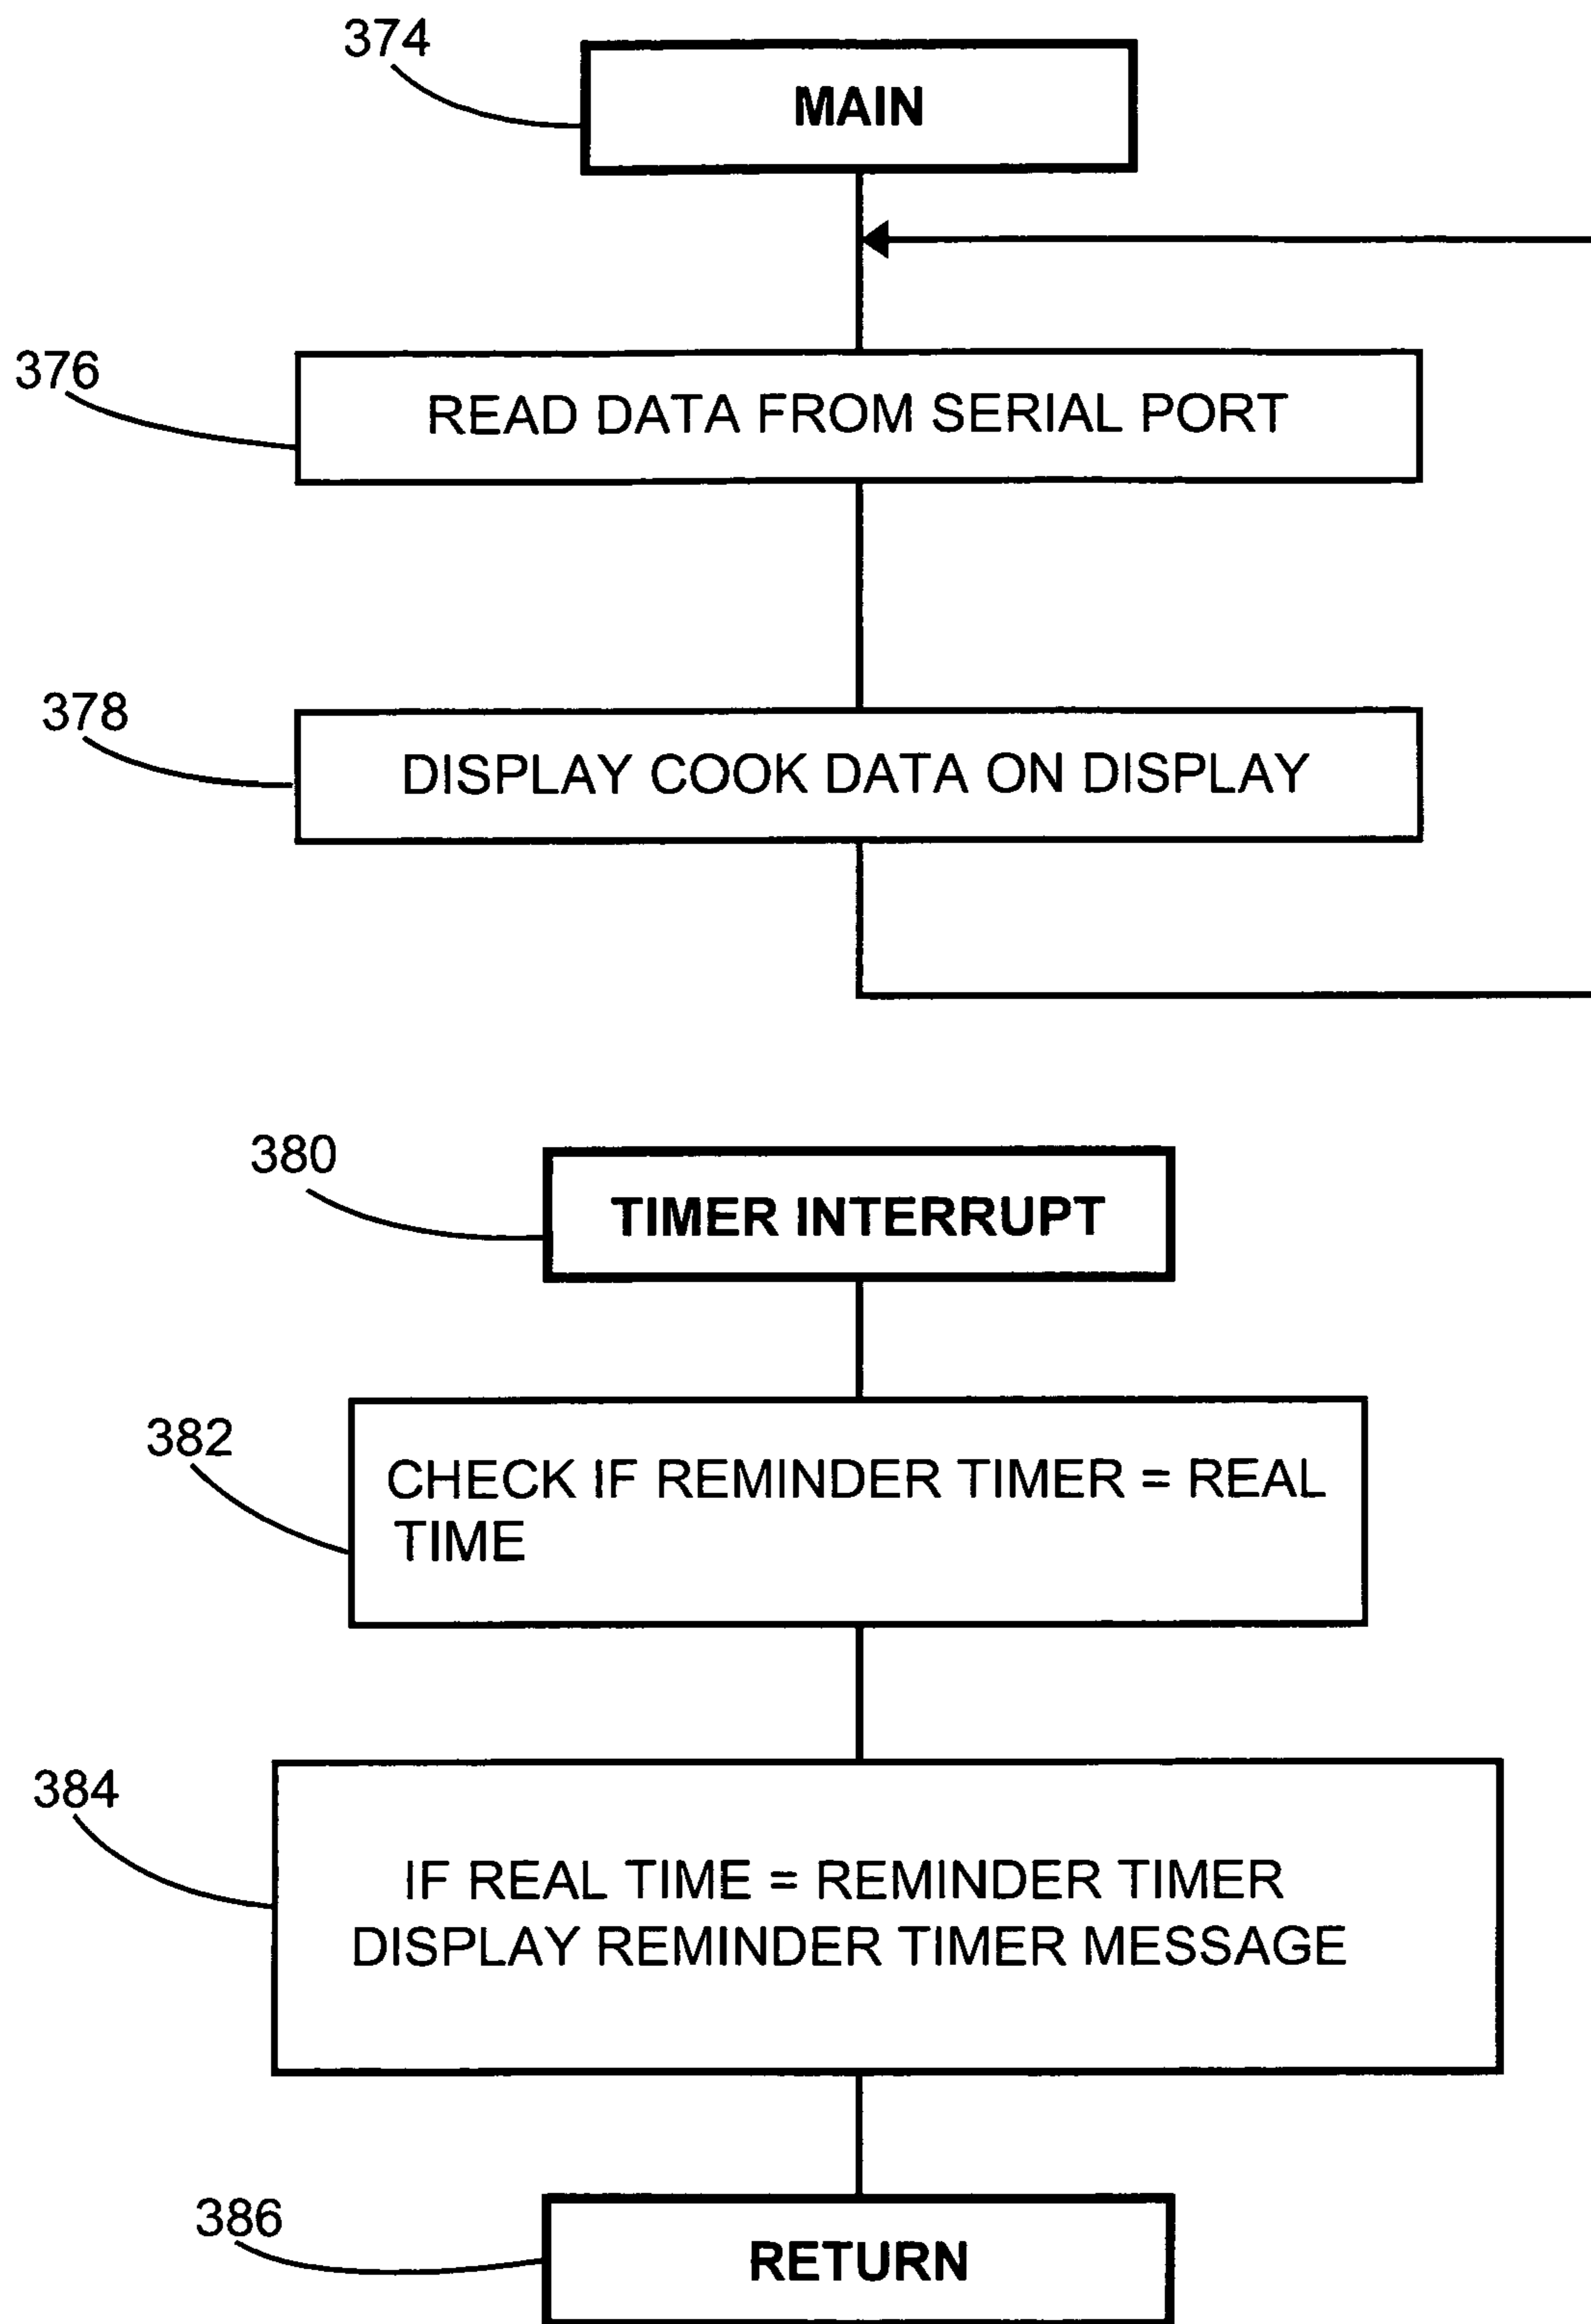 374
MAIN
376
READ DATA FROM SERIAL PORT
378
DISPLAY COOK DATA ON DISPLAY
380
TIMER INTERRUPT
382
CHECK IF REMINDER TIMER = REAL
TIME
384
IF REAL TIME = REMINDER TIMER
DISPLAY REMINDER TIMER MESSAGE
386
RETURN